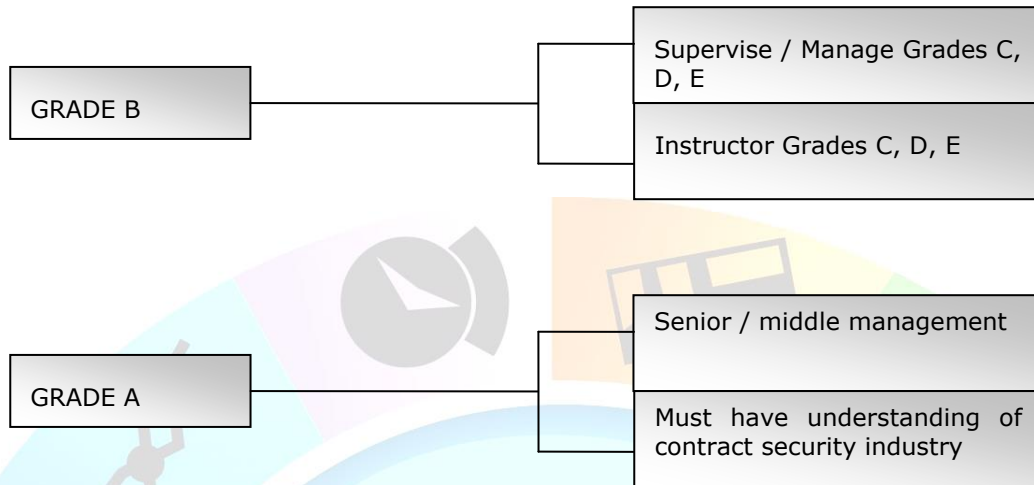 Supervise / Manage Grades C,
D, E
GRADE B
Instructor Grades C, D, E
Senior / middle management
GRADE A
Must have understanding of
contract security industry